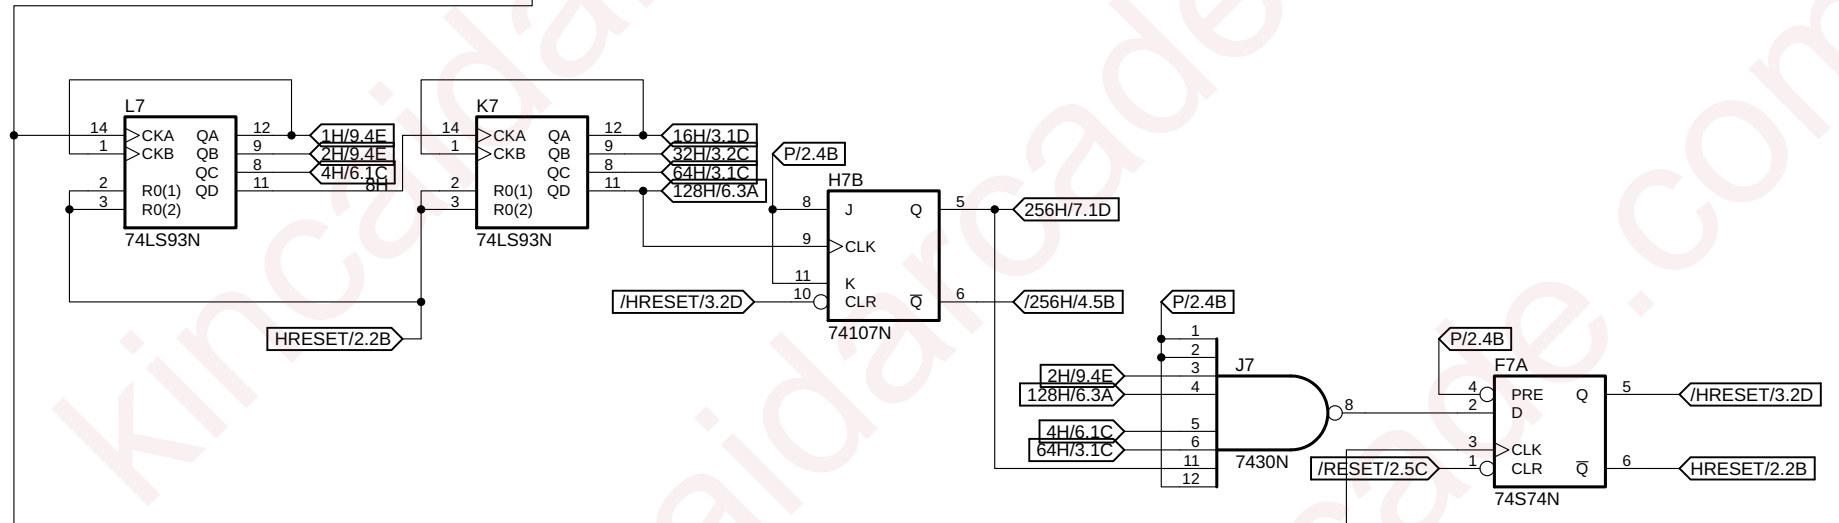 L7
14 CKA QA 12 1H/9.4E
1 CKB QB 9 2H/9.4E
QC 8 4H/6.1C
2 R0(1) QD 11 8H
3 R0(2)
74LS93N
K7
14 CKA QA 12 16H/3.1D
1 CKB QB 9 32H/3.2C
QC 8 64H/3.1C
2 R0(1) QD 11 128H/6.3A
3 R0(2)
74LS93N
HRESET/2.2B
P/2.4B
H7B
8 J Q 5 256H/7.1D
9 CLK
11 K
/HRESET/3.2D 10 CLR Q 6 /256H/4.5B
74107N
P/2.4B
1
2
J7
2H/9.4E 3
128H/6.3A 4
8
4H/6.1C 5
64H/3.1C 6
11
12
7430N
P/2.4B
F7A
4 PRE Q 5 /HRESET/3.2D
2 D
3 CLK
/RESET/2.5C 1 CLR Q 6 HRESET/2.2B
74S74N
kincaidarcade.com